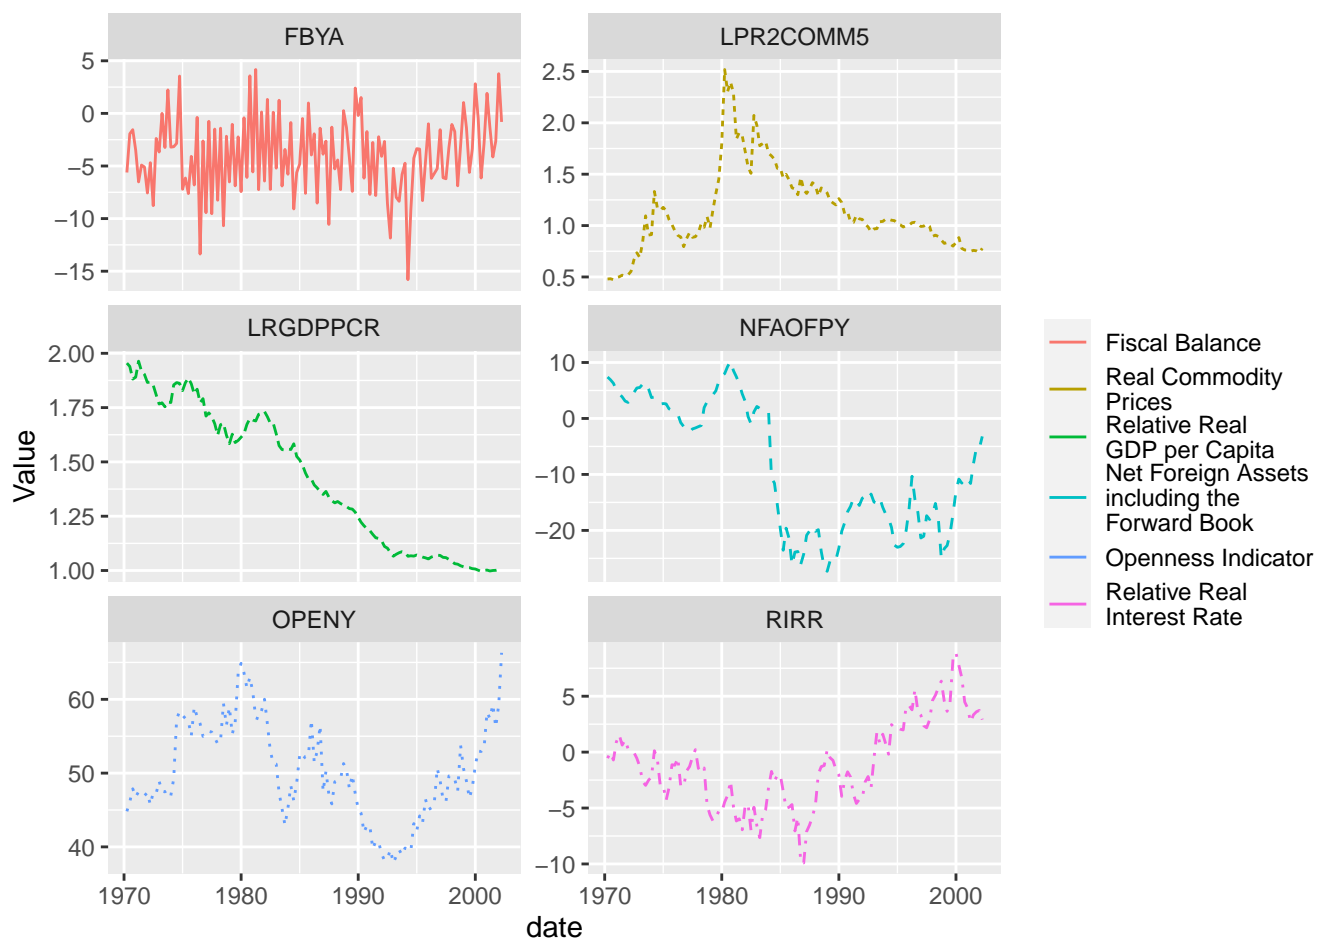 FBYA
LPR2COMM5
5
0
−5
−10
−15
2.5
2.0
1.5
1.0
0.5
LRGDPPCR
NFAOFPY
2.00
1.75
1.50
1.25
1.00
10
0
−10
−20
OPENY
RIRR
60
50
40
5
0
−5
−10
1970
1980
1990
2000
1970
1980
1990
2000
date
Value
Fiscal Balance
Real Commodity
Prices
Relative Real
GDP per Capita
Net Foreign Assets
including the
Forward Book
Openness Indicator
Relative Real
Interest Rate